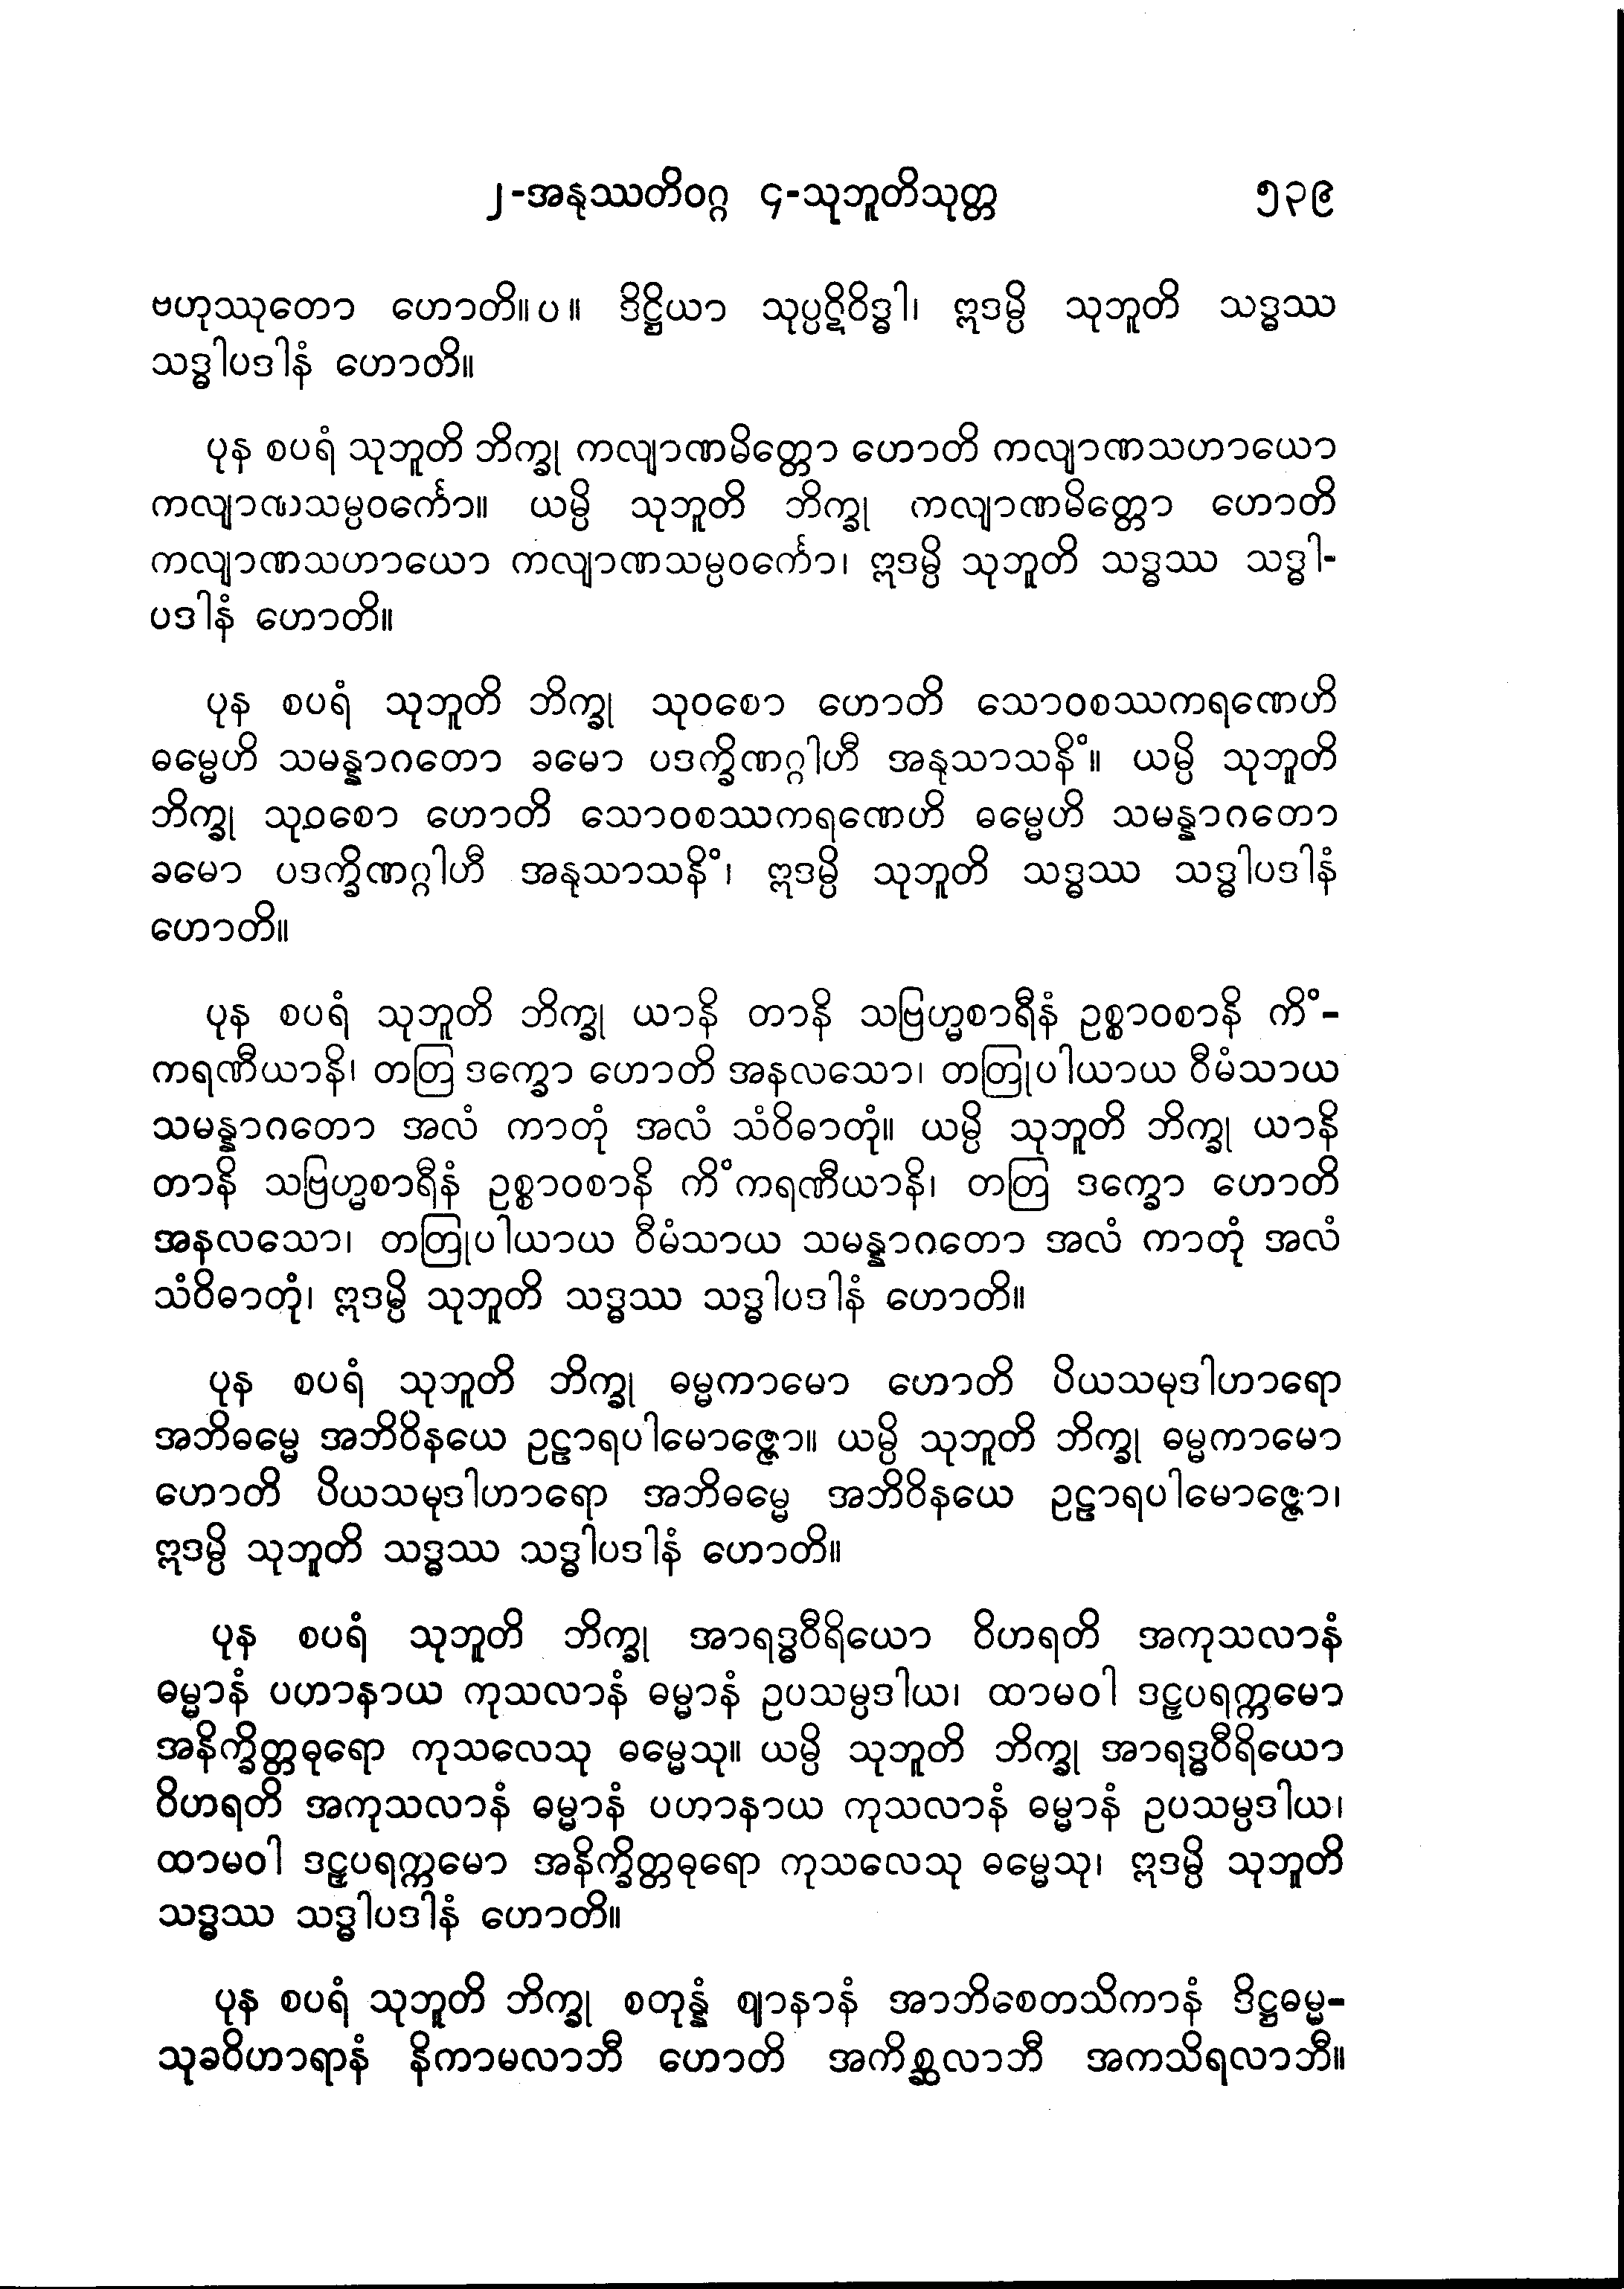 ၂-အနုဿတိဝဂ္ဂ ၄-သုဘူတိသုတ္တ ၅၃၉
ဗဟုဿုတော ဟောတိ။ပ။ ဒိဋ္ဌိယာ သုပ္ပဋိဝိဒ္ဓါ၊ ဣဒမ္ပိ သုဘူတိ သဒ္ဓဿ
သဒ္ဓါပဒါနံ ဟောတိ။
ပုန စပရံ သုဘူတိ ဘိက္ခု ကလျာဏမိတ္တော ဟောတိ ကလျာဏသဟာယော
ကလျာဏသမ္ပဝင်္ကော။ ယမ္ပိ သုဘူတိ ဘိက္ခု ကလျာဏမိတ္တော ဟောတိ
ကလျာဏသဟာယော ကလျာဏသမ္ပဝင်္ကော၊ ဣဒမ္ပိ သုဘူတိ သဒ္ဓဿ သဒ္ဓါ-
ပဒါနံ ဟောတိ။
ပုန စပရံ သုဘူတိ ဘိက္ခု သုဝစော ဟောတိ သောဝစဿကရဏေဟိ
ဓမ္မေဟိ သမန္နာဂတော ခမော ပဒက္ခိဏဂ္ဂါဟီ အနုသာသနိံ။ ယမ္ပိ သုဘူတိ
ဘိက္ခု သုဝစော ဟောတိ သောဝစဿကရဏေဟိ ဓမ္မေဟိ သမန္နာဂတော
ခမော ပဒက္ခိဏဂ္ဂါဟီ အနုသာသနိံ၊ ဣဒမ္ပိ သုဘူတိ သဒ္ဓဿ သဒ္ဓါပဒါနံ
ဟောတိ။
ပုန စပရံ သုဘူတိ ဘိက္ခု ယာနိ တာနိ သဗြဟ္မစာရီနံ ဥစ္စာဝစာနိ ကိံ-
ကရဏီယာနိ၊ တတြ ဒက္ခော ဟောတိ အနလသော၊ တတြုပါယာယ ဝီမံသာယ
သမန္နာဂတော အလံ ကာတုံ အလံ သံဝိဓာတုံ။ ယမ္ပိ သုဘူတိ ဘိက္ခု ယာနိ
တာနိ သဗြဟ္မစာရီနံ ဥစ္စာဝစာနိ ကိံကရဏီယာနိ၊ တတြ ဒက္ခော ဟောတိ
အနလသော၊ တတြုပါယာယ ဝီမံသာယ သမန္နာဂတော အလံ ကာတုံ အလံ
သံဝိဓာတုံ၊ ဣဒမ္ပိ သုဘူတိ သဒ္ဓဿ သဒ္ဓါပဒါနံ ဟောတိ။
ပုန စပရံ သုဘူတိ ဘိက္ခု ဓမ္မကာမော ဟောတိ ပိယသမုဒါဟာရော
အဘိဓမ္မေ အဘိဝိနယေ ဥဠာရပါမောဇ္ဇော။ ယမ္ပိ သုဘူတိ ဘိက္ခု ဓမ္မကာမော
ဟောတိ ပိယသမုဒါဟာရော အဘိဓမ္မေ အဘိဝိနယေ ဥဠာရပါမောဇ္ဇော၊
ဣဒမ္ပိ သုဘူတိ သဒ္ဓဿ သဒ္ဓါပဒါနံ ဟောတိ။
ပုန စပရံ သုဘူတိ ဘိက္ခု အာရဒ္ဓဝီရိယော ဝိဟရတိ အကုသလာနံ
ဓမ္မာနံ ပဟာနာယ ကုသလာနံ ဓမ္မာနံ ဥပသမ္ပဒါယ၊ ထာမဝါ ဒဠှပရက္ကမော
အနိက္ခိတ္တဓုရော ကုသလေသု ဓမ္မေသု။ ယမ္ပိ သုဘူတိ ဘိက္ခု အာရဒ္ဓဝီရိယော
ဝိဟရတိ အကုသလာနံ ဓမ္မာနံ ပဟာနာယ ကုသလာနံ ဓမ္မာနံ ဥပသမ္ပဒါယ၊
ထာမဝါ ဒဠှပရက္ကမော အနိက္ခိတ္တဓုရော ကုသလေသု ဓမ္မေသု၊ ဣဒမ္ပိ သုဘူတိ
သဒ္ဓဿ သဒ္ဓါပဒါနံ ဟောတိ။
ပုန စပရံ သုဘူတိ ဘိက္ခု စတုန္နံ ဈာနာနံ အာဘိစေတသိကာနံ ဒိဋ္ဌဓမ္မ-
သုခဝိဟာရာနံ နိကာမလာဘီ ဟောတိ အကိစ္ဆလာဘီ အကသိရလာဘီ။